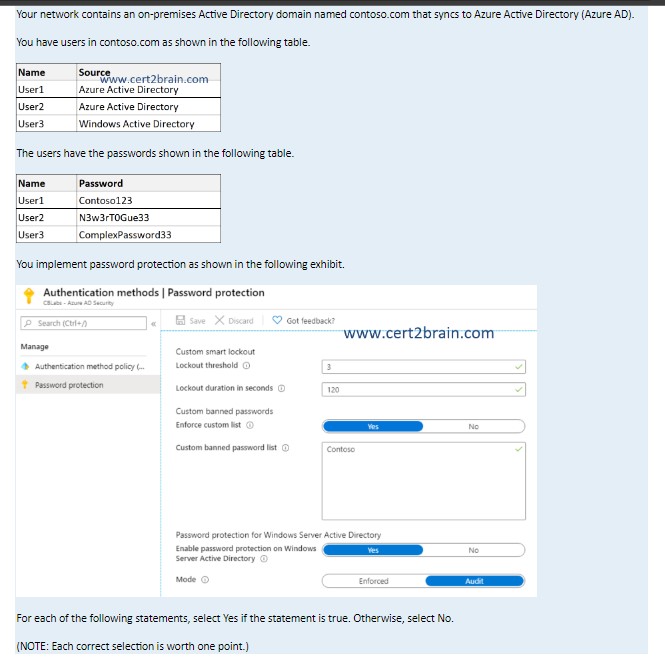 Your network contains an on-premises Active Directory domain named contoso.com that syncs to Azure Active Directory (Azure AD).
You have users in contoso.com as shown in the following table.
Name Source
www.cert2brain.com
User1 Azure Active Directory
User2 Azure Active Directory
User3 Windows Active Directory
The users have the passwords shown in the following table.
Name Password
User1 Contoso123
User2 N3w3rT0Gue33
User3 ComplexPassword33
You implement password protection as shown in the following exhibit.
Authentication methods | Password protection
CBLabs - Azure AD Security
Search (Ctrl+/) «
Save Discard Got feedback?
www.cert2brain.com
Manage
Authentication method policy (...
Password protection
Custom smart lockout
Lockout threshold 3
Lockout duration in seconds 120
Custom banned passwords
Enforce custom list Yes No
Custom banned password list Contoso
Password protection for Windows Server Active Directory
Enable password protection on Windows Server Active Directory Yes No
Mode Enforced Audit
For each of the following statements, select Yes if the statement is true. Otherwise, select No.
(NOTE: Each correct selection is worth one point.)